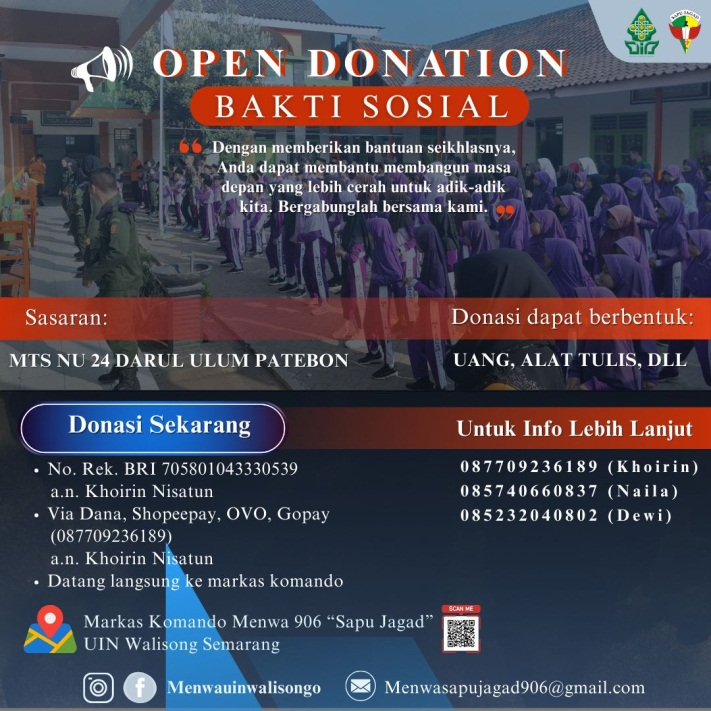 SAPU JAGAD
OPEN DONATION
BAKTI SOSIAL
“ Dengan memberikan bantuan seikhlasnya,
Anda dapat membantu membangun masa
depan yang lebih cerah untuk adik-adik
kita. Bergabunglah bersama kami. ”
Sasaran:
MTS NU 24 DARUL ULUM PATEBON
Donasi dapat berbentuk:
UANG, ALAT TULIS, DLL
Donasi Sekarang
• No. Rek. BRI 705801043330539
a.n. Khoirin Nisatun
• Via Dana, Shopeepay, OVO, Gopay
(087709236189)
a.n. Khoirin Nisatun
• Datang langsung ke markas komando
Untuk Info Lebih Lanjut
087709236189 (Khoirin)
085740660837 (Naila)
085232040802 (Dewi)
Markas Komando Menwa 906 “Sapu Jagad”
UIN Walisong Semarang
SCAN ME
Menwauinwalisongo
Menwasapujagad906@gmail.com